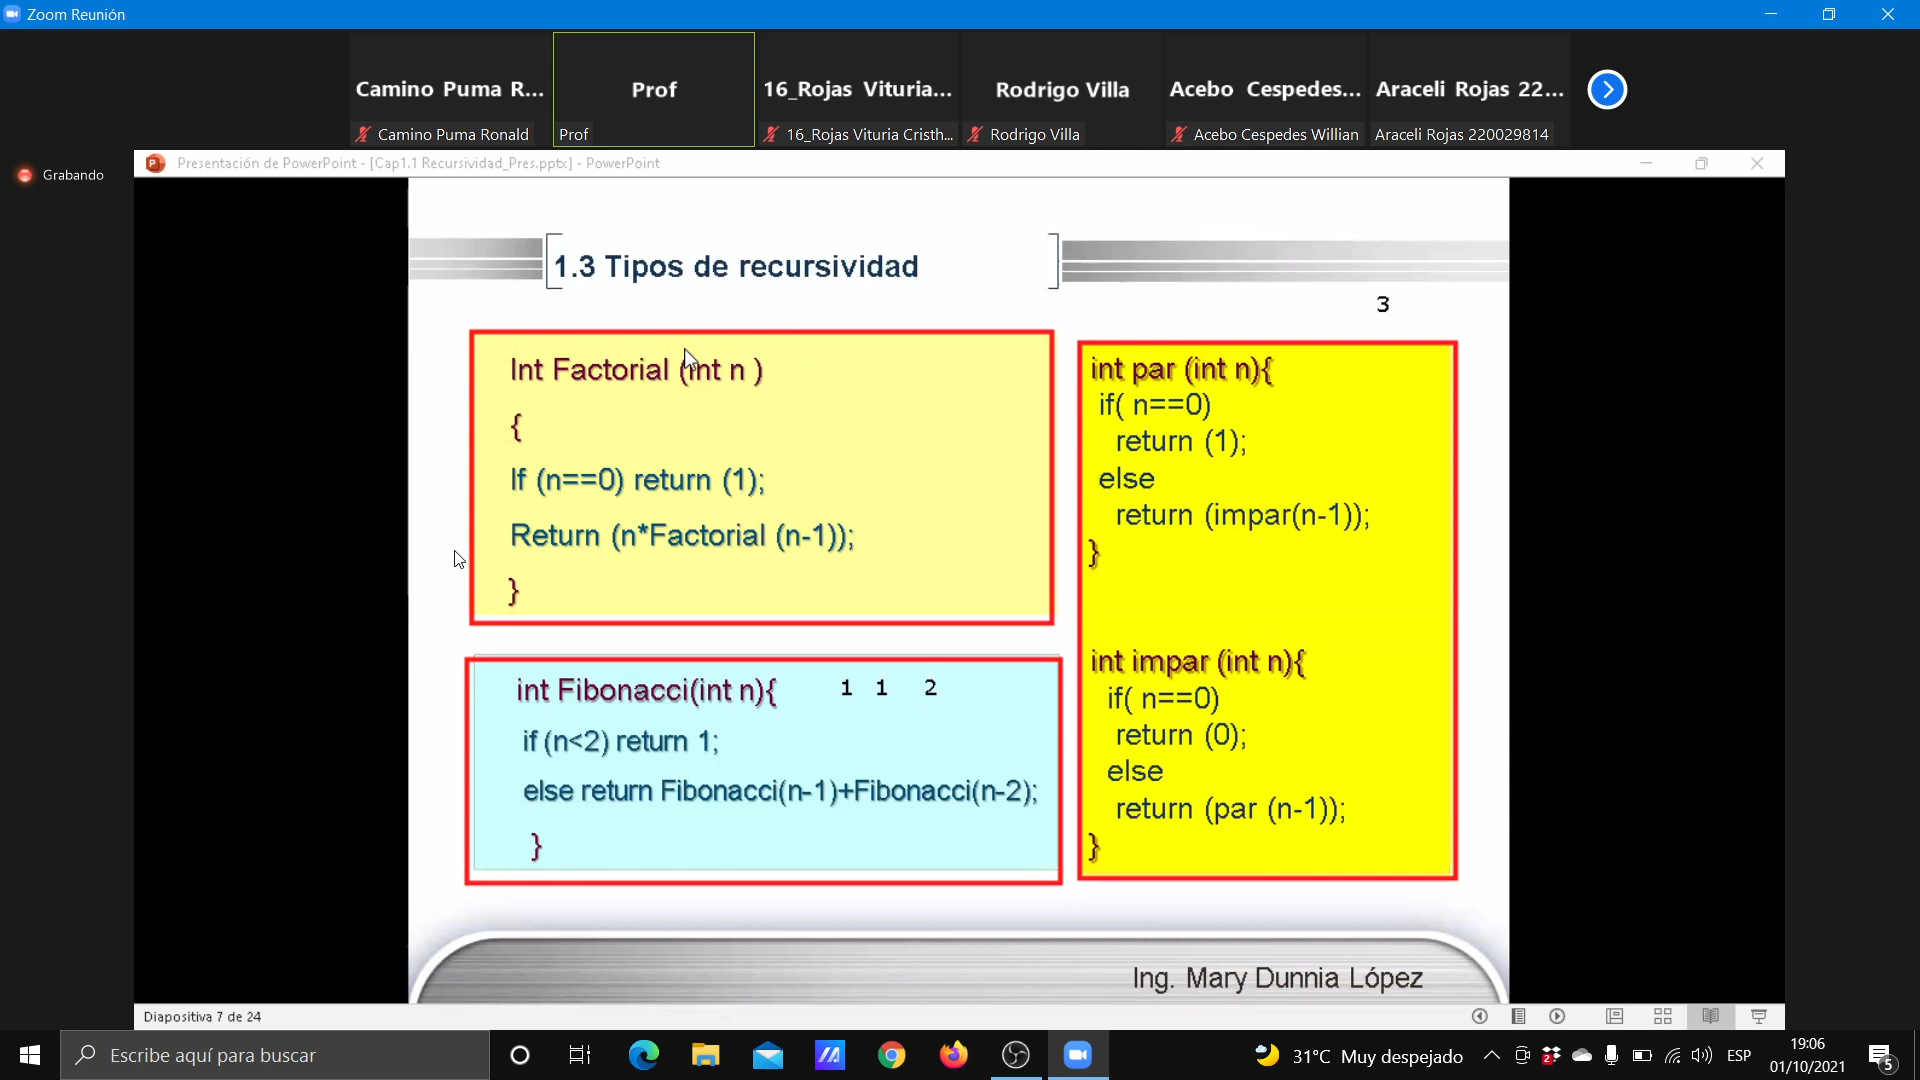 Zoom Reunión
Camino Puma R...
Prof
16_Rojas Vituria...
Rodrigo Villa
Acebo Cespedes...
Araceli Rojas 22...
Camino Puma Ronald
Prof
16_Rojas Vituria Cristh...
Rodrigo Villa
Acebo Cespedes Willian
Araceli Rojas 220029814
Grabando
Presentación de PowerPoint - [Cap1.1 Recursividad_Pres.pptx] - PowerPoint
1.3 Tipos de recursividad
3
Int Factorial (int n )
{
If (n==0) return (1);
Return (n*Factorial (n-1));
}
int Fibonacci(int n){ 1 1 2
if (n<2) return 1;
else return Fibonacci(n-1)+Fibonacci(n-2);
}
int par (int n){
if( n==0)
return (1);
else
return (impar(n-1));
}
int impar (int n){
if( n==0)
return (0);
else
return (par (n-1));
}
Ing. Mary Dunnia López
Diapositiva 7 de 24
Escribe aquí para buscar
31°C Muy despejado
2
ESP
19:06
01/10/2021
5